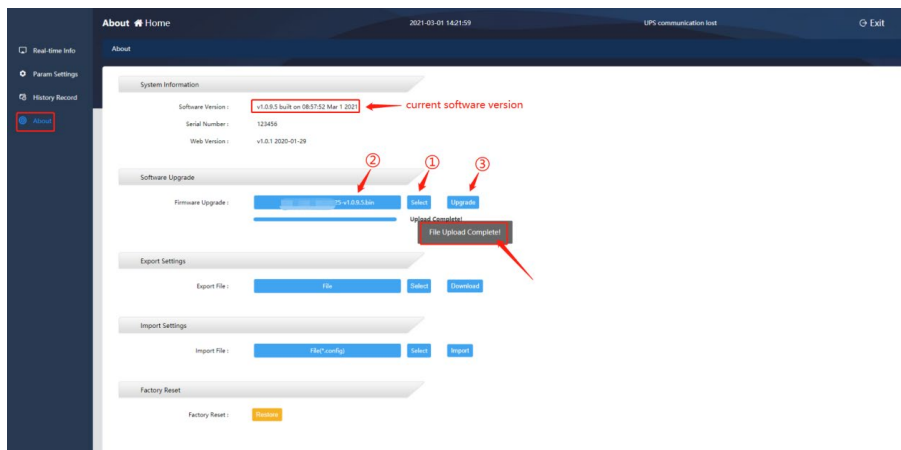 About Home 2021-03-01 14:21:59 UPS communication lost Exit
Real-time Info
Param Settings
History Record
About
About
System Information
Software Version : v1.0.9.5 built on 08:57:52 Mar 1 2021 current software version
Serial Number : 123456
Web Version : v1.0.1 2020-01-29
② ① ③
Software Upgrade
Firmware Upgrade : 75-v1.0.9.5.bin Select Upgrade
Upload Complete!
File Upload Complete!
Export Settings
Export File : File Select Download
Import Settings
Import File : File(*.config) Select Import
Factory Reset
Factory Reset : Restore